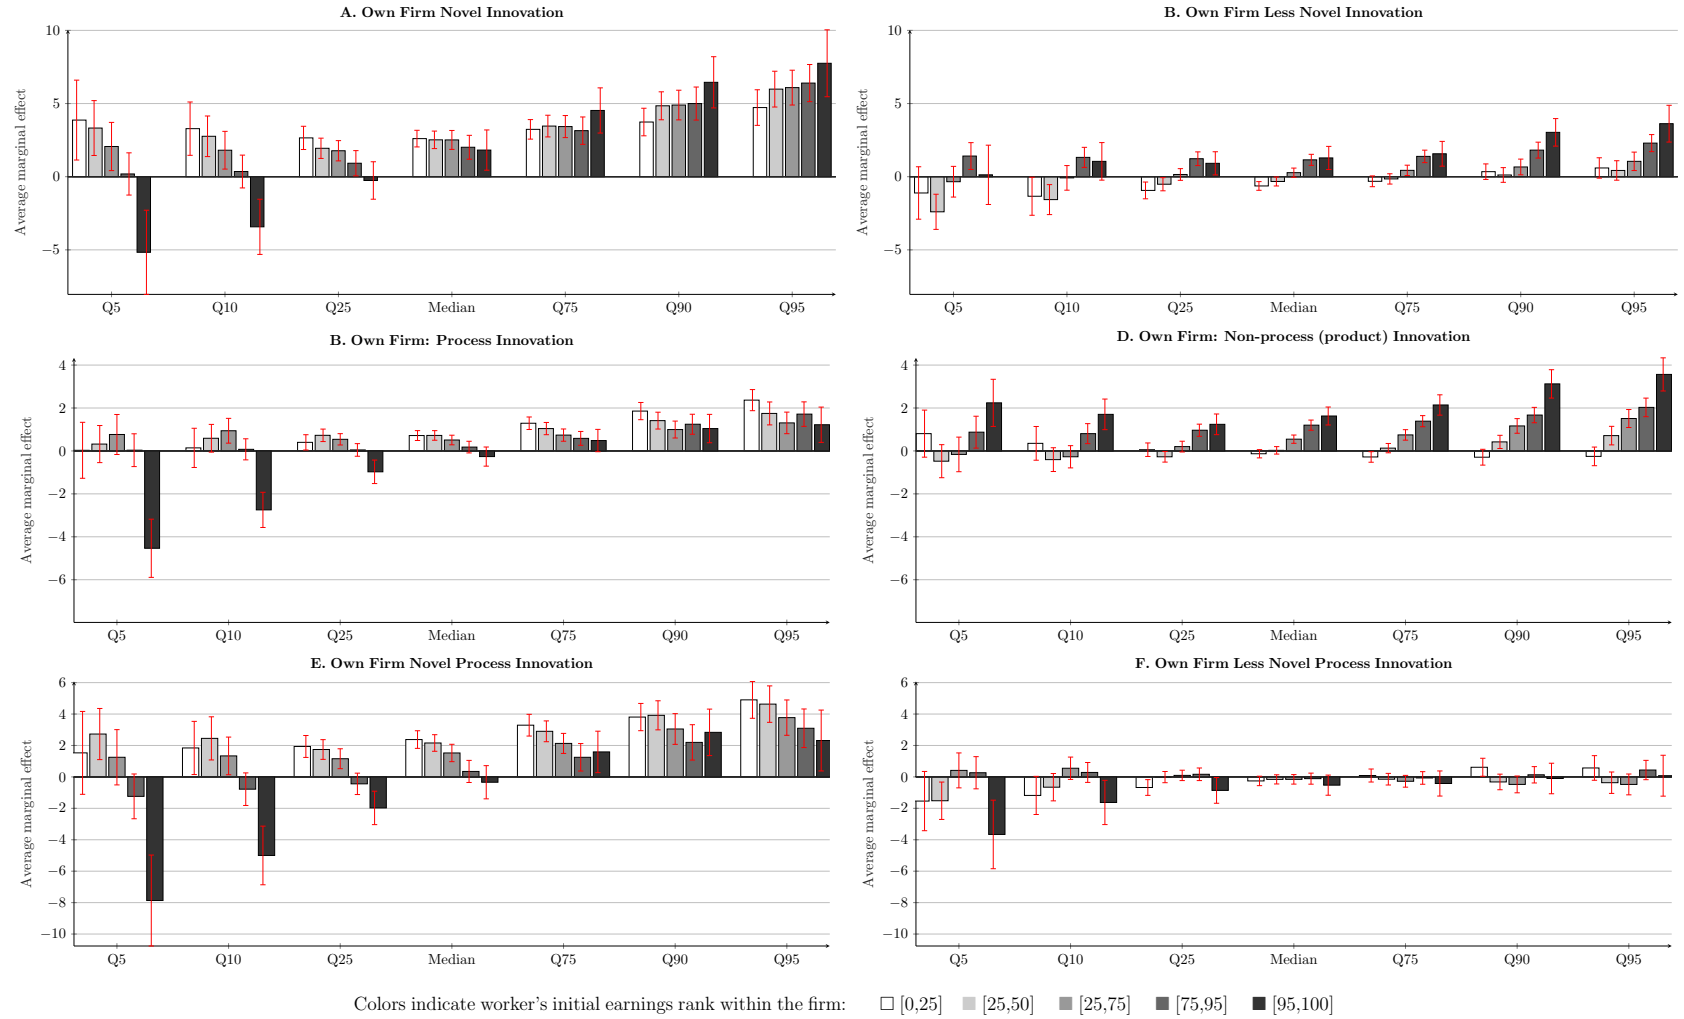 A. Own Firm Novel Innovation
10
5
0
−5
Average marginal effect
Q5 Q10 Q25 Median Q75 Q90 Q95
B. Own Firm Less Novel Innovation
10
5
0
−5
Average marginal effect
Q5 Q10 Q25 Median Q75 Q90 Q95
B. Own Firm: Process Innovation
4
2
0
−2
−4
−6
Average marginal effect
Q5 Q10 Q25 Median Q75 Q90 Q95
D. Own Firm: Non-process (product) Innovation
4
2
0
−2
−4
−6
Average marginal effect
Q5 Q10 Q25 Median Q75 Q90 Q95
E. Own Firm Novel Process Innovation
6
4
2
0
−2
−4
−6
−8
−10
Average marginal effect
Q5 Q10 Q25 Median Q75 Q90 Q95
F. Own Firm Less Novel Process Innovation
6
4
2
0
−2
−4
−6
−8
−10
Average marginal effect
Q5 Q10 Q25 Median Q75 Q90 Q95
Colors indicate worker's initial earnings rank within the firm: [0,25] [25,50] [25,75] [75,95] [95,100]